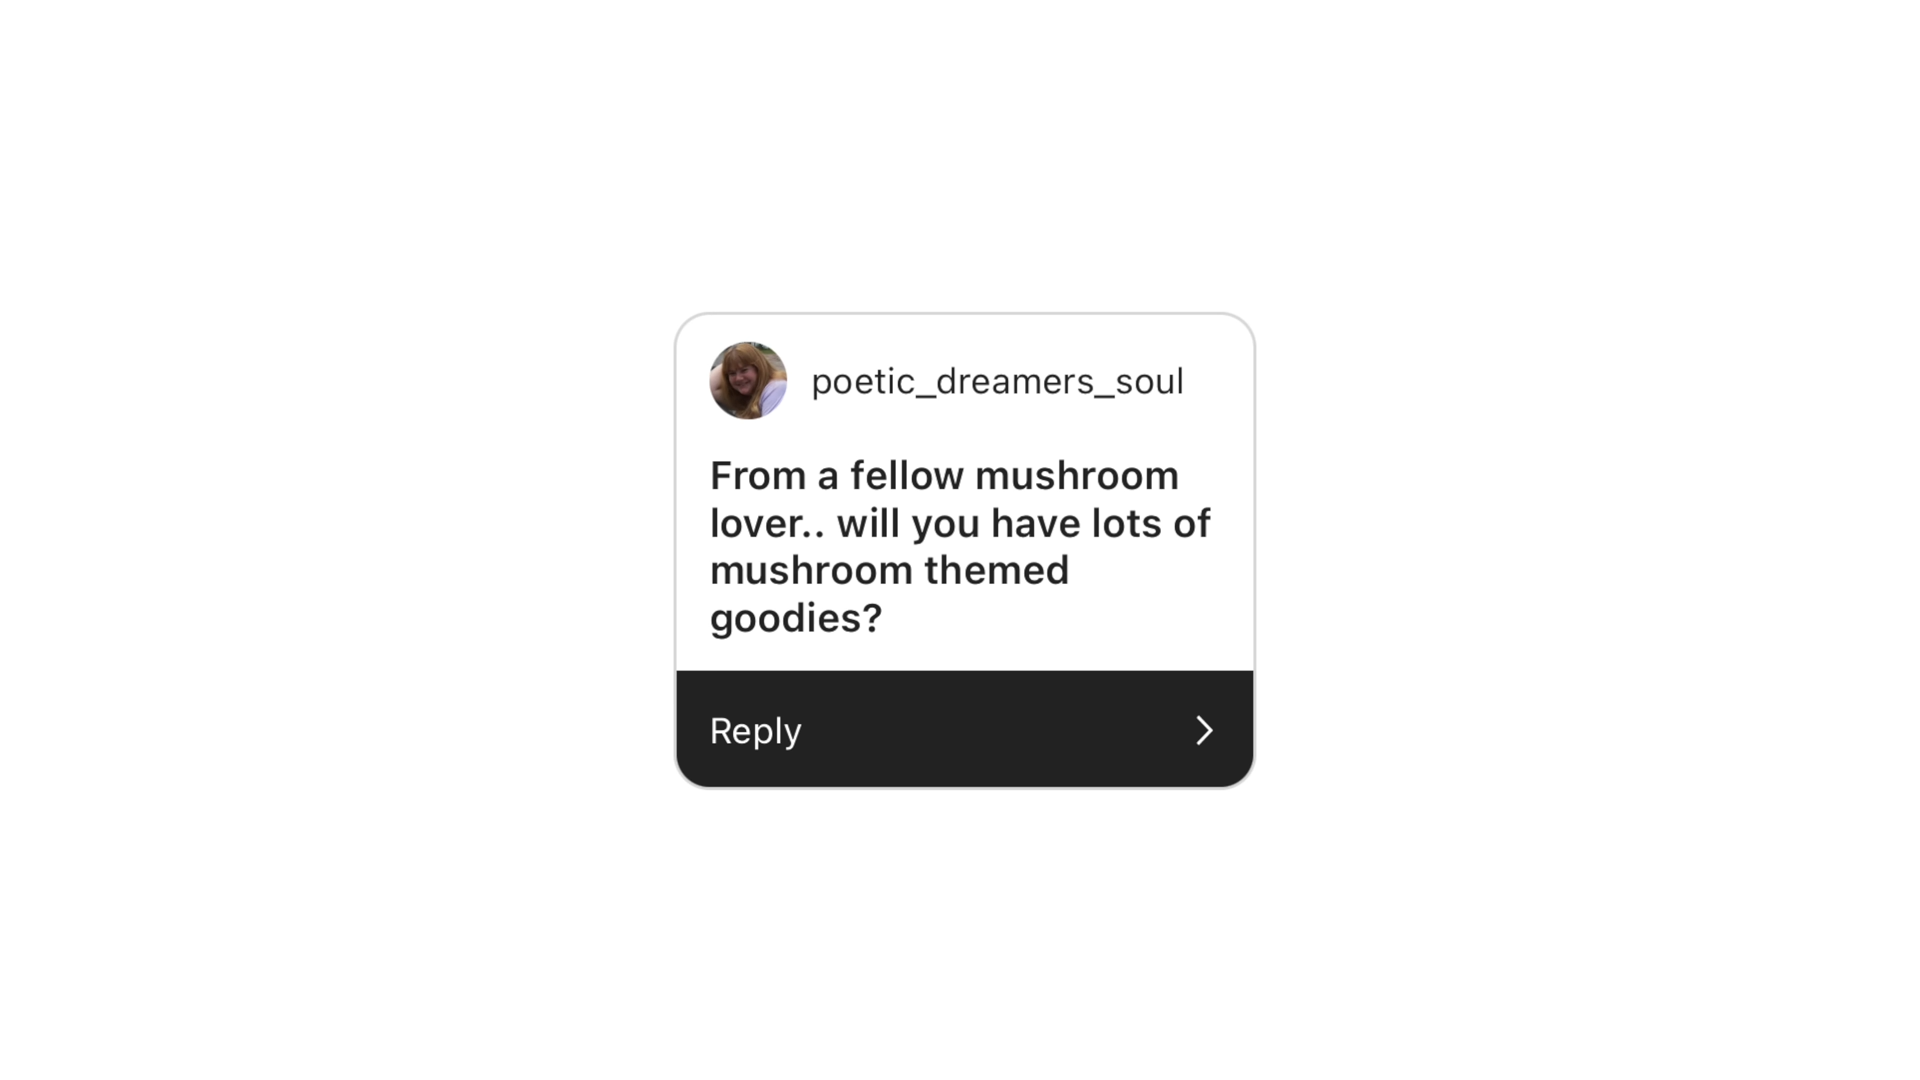 poetic_dreamers_soul
From a fellow mushroom
lover.. will you have lots of
mushroom themed
goodies?
Reply